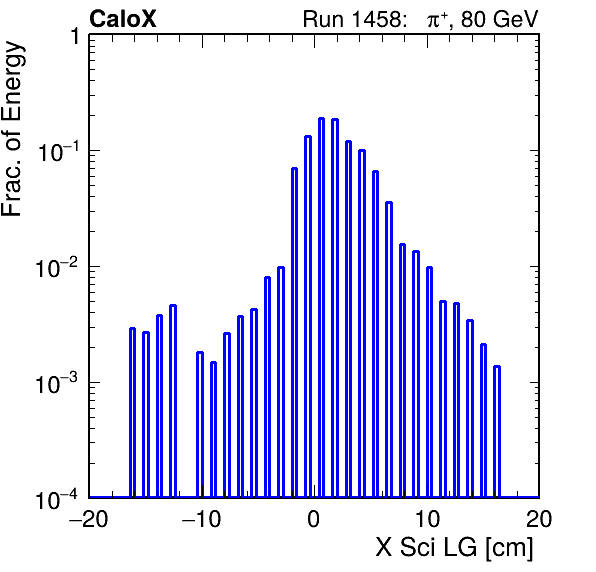 CaloX Run 1458: π⁺, 80 GeV
Frac. of Energy
1
10⁻¹
10⁻²
10⁻³
10⁻⁴
−20 −10 0 10 20
X Sci LG [cm]